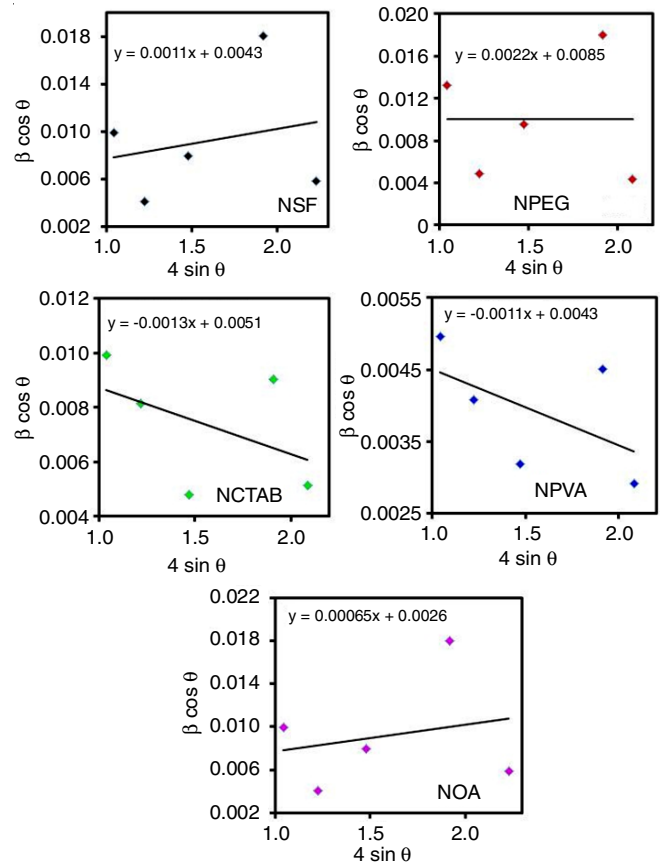 0.018
0.014
0.010
0.006
0.002
β cos θ
y = 0.0011x + 0.0043
NSF
1.0 1.5 2.0
4 sin θ
0.020
0.016
0.012
0.008
0.004
0
β cos θ
y = 0.0022x + 0.0085
NPEG
1.0 1.5 2.0
4 sin θ
0.012
0.010
0.008
0.006
0.004
β cos θ
y = -0.0013x + 0.0051
NCTAB
1.0 1.5 2.0
4 sin θ
0.0055
0.0045
0.0035
0.0025
β cos θ
y = -0.0011x + 0.0043
NPVA
1.0 1.5 2.0
4 sin θ
0.022
0.018
0.014
0.010
0.006
0.002
β cos θ
y = 0.00065x + 0.0026
NOA
1.0 1.5 2.0
4 sin θ